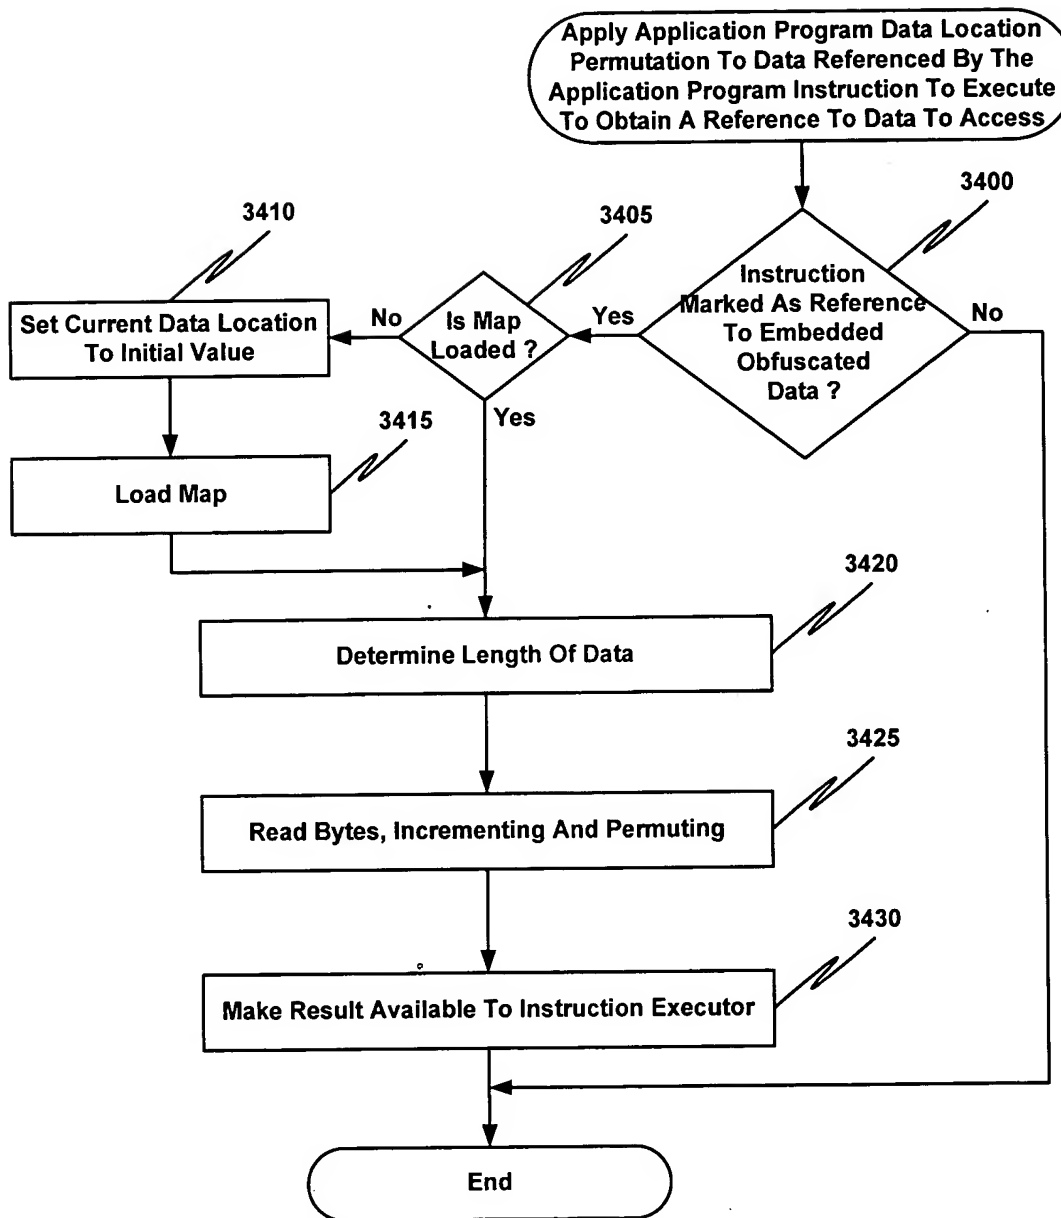 Apply Application Program Data Location
Permutation To Data Referenced By The
Application Program Instruction To Execute
To Obtain A Reference To Data To Access
3400
3405
3410
Instruction
Marked As Reference
To Embedded
Obfuscated
Data ?
No
Yes
Is Map
Loaded ?
No
Yes
Set Current Data Location
To Initial Value
3415
Load Map
3420
Determine Length Of Data
3425
Read Bytes, Incrementing And Permuting
3430
Make Result Available To Instruction Executor
End